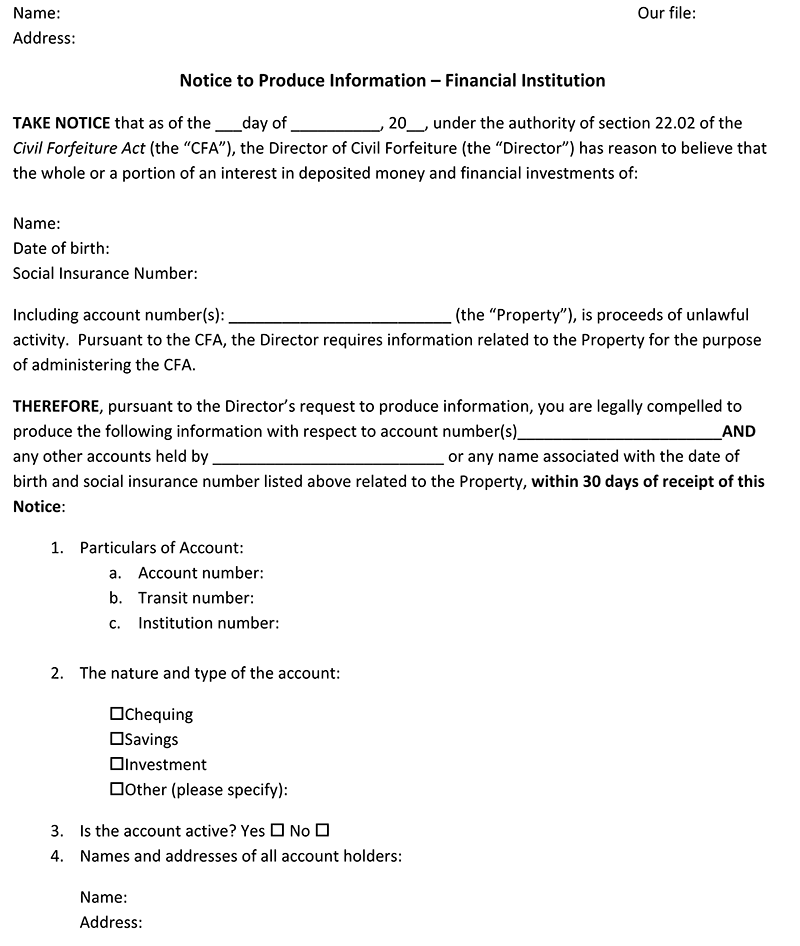 Name: Our file:
Address:
Notice to Produce Information – Financial Institution
TAKE NOTICE that as of the ___day of __________, 20__, under the authority of section 22.02 of the
Civil Forfeiture Act (the “CFA”), the Director of Civil Forfeiture (the “Director”) has reason to believe that
the whole or a portion of an interest in deposited money and financial investments of:
Name:
Date of birth:
Social Insurance Number:
Including account number(s): _________________________ (the “Property”), is proceeds of unlawful
activity.  Pursuant to the CFA, the Director requires information related to the Property for the purpose
of administering the CFA.
THEREFORE, pursuant to the Director’s request to produce information, you are legally compelled to
produce the following information with respect to account number(s)_______________________AND
any other accounts held by __________________________ or any name associated with the date of
birth and social insurance number listed above related to the Property, within 30 days of receipt of this
Notice:
1. Particulars of Account:
a. Account number:
b. Transit number:
c. Institution number:
2. The nature and type of the account:
☐Chequing
☐Savings
☐Investment
☐Other (please specify):
3. Is the account active? Yes ☐ No ☐
4. Names and addresses of all account holders:
Name:
Address: